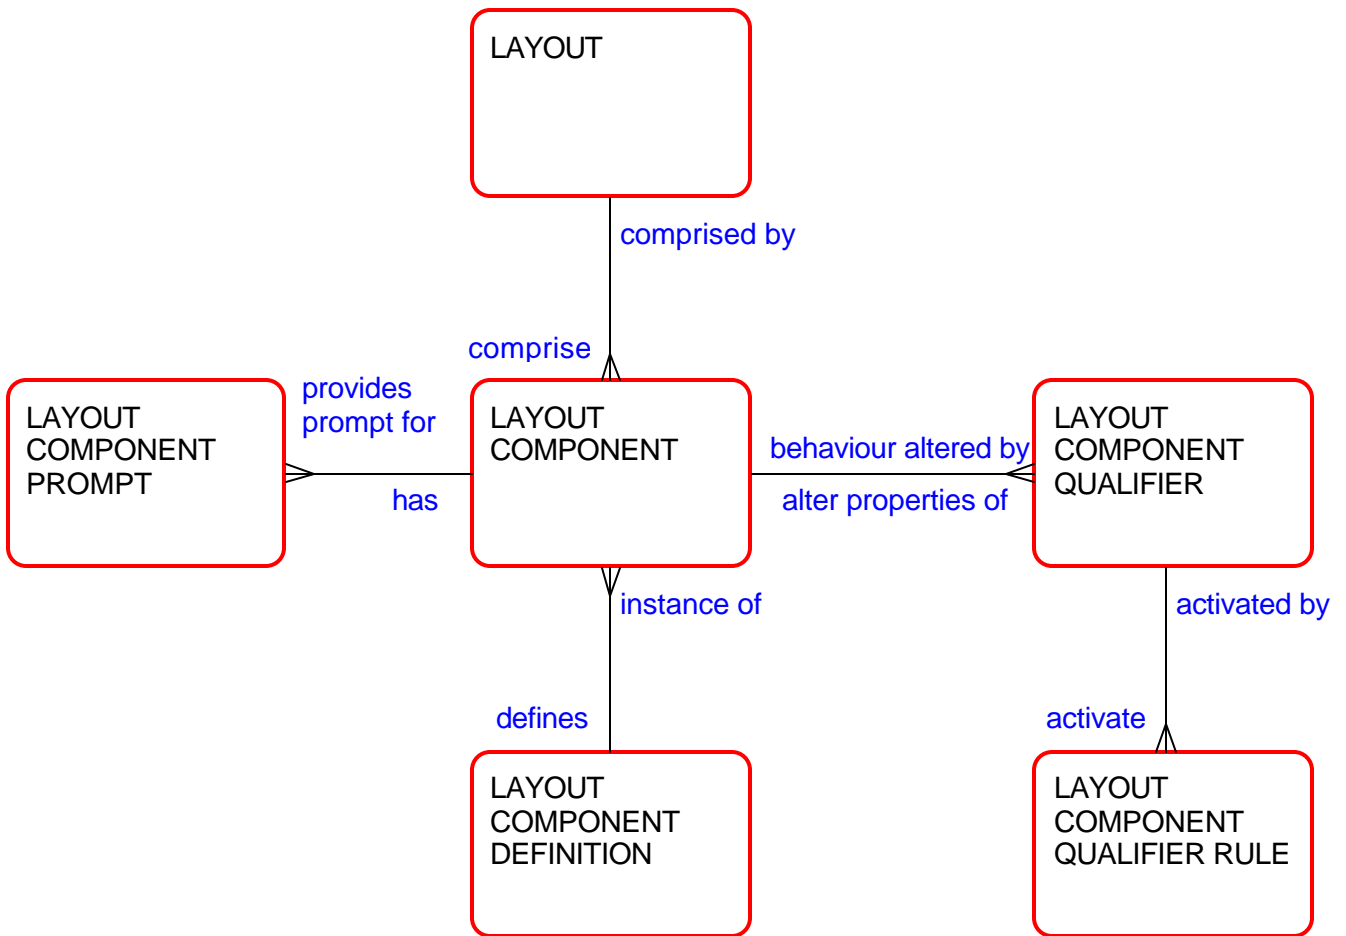 LAYOUT
comprised by
comprise
provides
prompt for
LAYOUT
COMPONENT
PROMPT
has
LAYOUT
COMPONENT
behaviour altered by
alter properties of
LAYOUT
COMPONENT
QUALIFIER
instance of
activated by
defines
activate
LAYOUT
COMPONENT
DEFINITION
LAYOUT
COMPONENT
QUALIFIER RULE